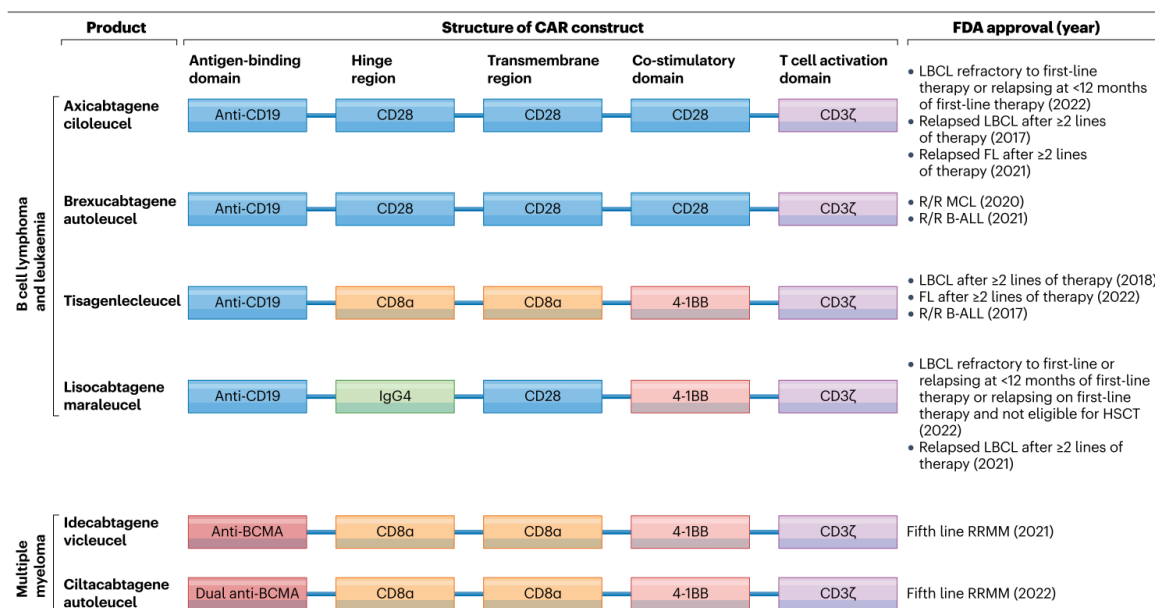 Product
Structure of CAR construct
FDA approval (year)
Antigen-binding
domain
Hinge
region
Transmembrane
region
Co-stimulatory
domain
T cell activation
domain
B cell lymphoma
and leukaemia
Axicabtagene
ciloleucel
Anti-CD19
CD28
CD28
CD28
CD3ζ
• LBCL refractory to first-line
therapy or relapsing at <12 months
of first-line therapy (2022)
• Relapsed LBCL after ≥2 lines
of therapy (2017)
• Relapsed FL after ≥2 lines
of therapy (2021)
Brexucabtagene
autoleucel
Anti-CD19
CD28
CD28
CD28
CD3ζ
• R/R MCL (2020)
• R/R B-ALL (2021)
Tisagenlecleucel
Anti-CD19
CD8α
CD8α
4-1BB
CD3ζ
• LBCL after ≥2 lines of therapy (2018)
• FL after ≥2 lines of therapy (2022)
• R/R B-ALL (2017)
Lisocabtagene
maraleucel
Anti-CD19
IgG4
CD28
4-1BB
CD3ζ
• LBCL refractory to first-line or
relapsing at <12 months of first-line
therapy or relapsing on first-line
therapy and not eligible for HSCT
(2022)
• Relapsed LBCL after ≥2 lines of
therapy (2021)
Multiple
myeloma
Idecabtagene
vicleucel
Anti-BCMA
CD8α
CD8α
4-1BB
CD3ζ
Fifth line RRMM (2021)
Ciltacabtagene
autoleucel
Dual anti-BCMA
CD8α
CD8α
4-1BB
CD3ζ
Fifth line RRMM (2022)